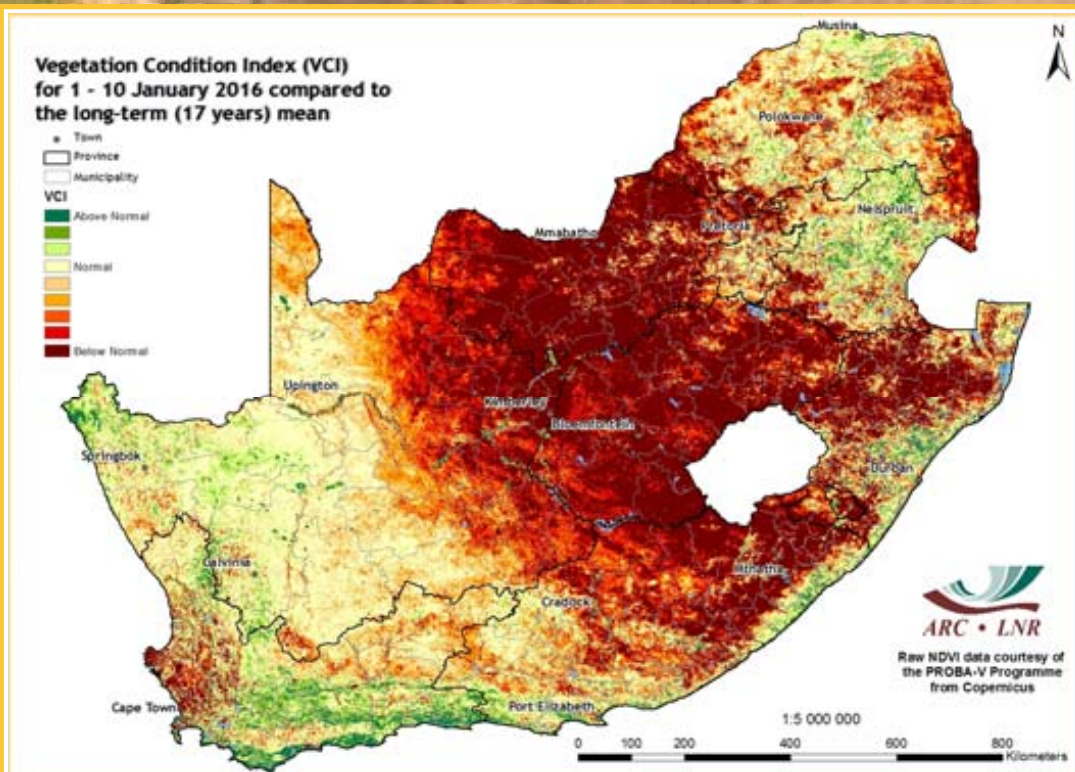 Vegetation Condition Index (VCI)
for 1 - 10 January 2016 compared to
the long-term (17 years) mean
Town
Province
Municipality
VCI
Above Normal
Normal
Below Normal
N
Musina
Polokwane
Nelspruit
Pretoria
Mmabatho
Upington
Kimberley
Bloemfontein
Springbok
Durban
Calvinia
Mthatha
Cradock
Cape Town
Port Elizabeth
ARC • LNR
Raw NDVI data courtesy of
the PROBA-V Programme
from Copernicus
1:5 000 000
0 100 200 400 600 800
Kilometers